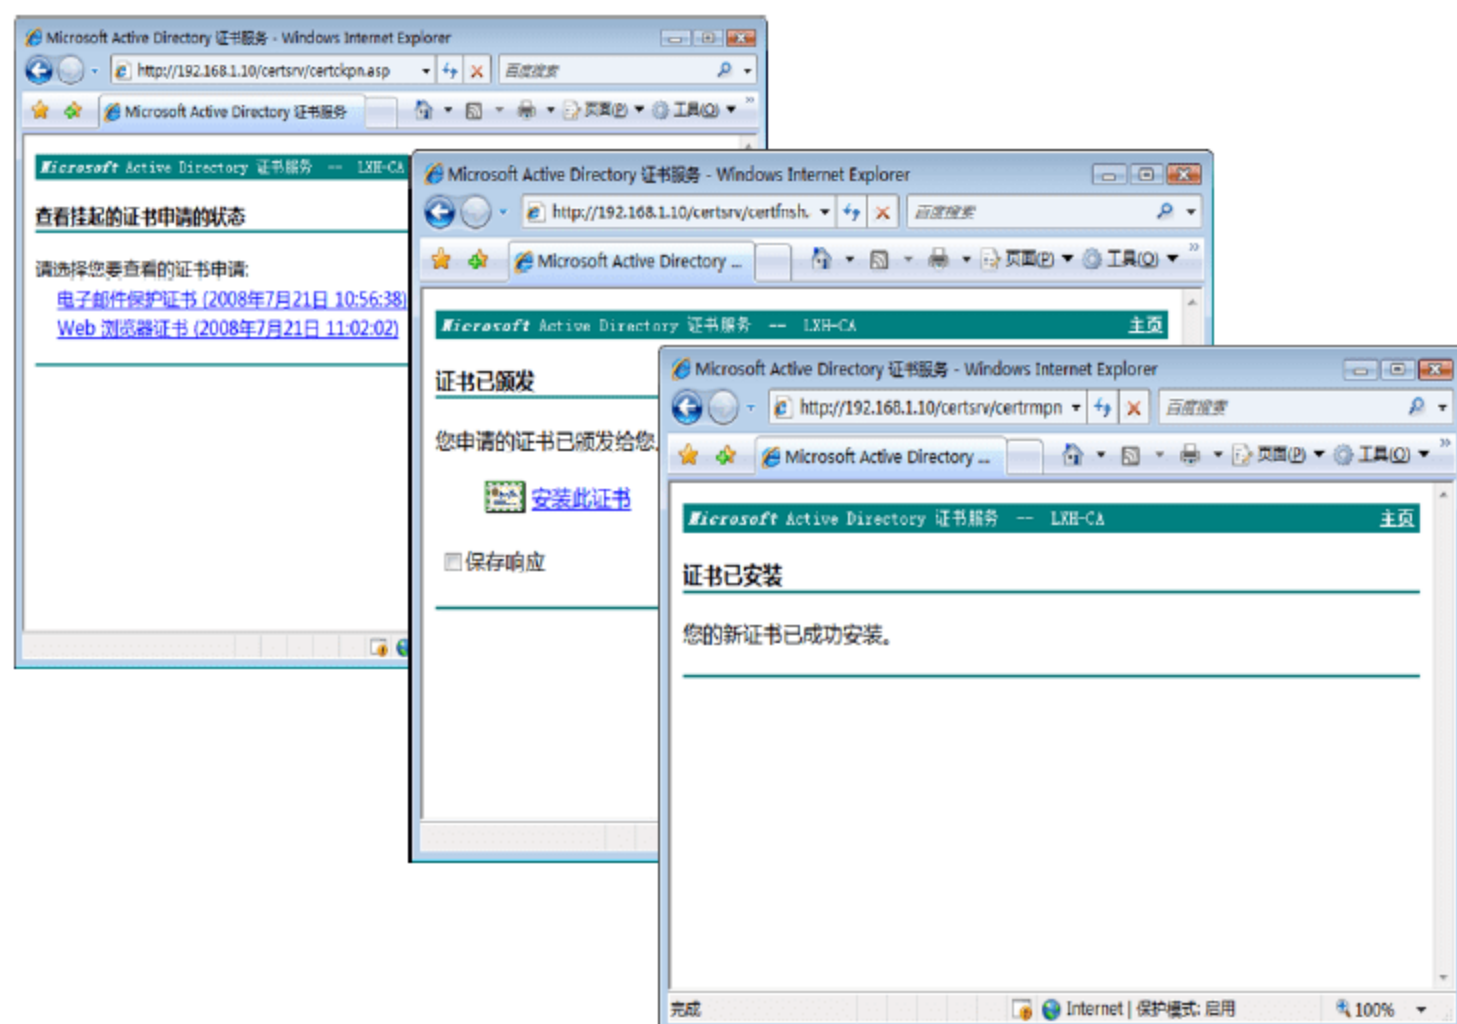 Microsoft Active Directory 证书服务 - Windows Internet Explorer
http://192.168.1.10/certsrv/certckpn.asp
百度搜索
Microsoft Active Directory 证书服务
页面(P)
工具(O)
Microsoft Active Directory 证书服务 -- LXH-CA
查看挂起的证书申请的状态
请选择您要查看的证书申请:
电子邮件保护证书 (2008年7月21日 10:56:38)
Web 浏览器证书 (2008年7月21日 11:02:02)
Microsoft Active Directory 证书服务 - Windows Internet Explorer
http://192.168.1.10/certsrv/certfnsh.
百度搜索
Microsoft Active Directory ...
页面(P)
工具(O)
Microsoft Active Directory 证书服务 -- LXH-CA
主页
证书已颁发
您申请的证书已颁发给您。
安装此证书
保存响应
Microsoft Active Directory 证书服务 - Windows Internet Explorer
http://192.168.1.10/certsrv/certrmpn
百度搜索
Microsoft Active Directory ...
页面(P)
工具(O)
Microsoft Active Directory 证书服务 -- LXH-CA
主页
证书已安装
您的新证书已成功安装。
完成
Internet | 保护模式: 启用
100%